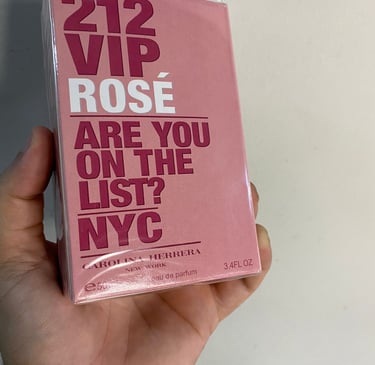 212
VIP
ROSÉ
ARE YOU
ON THE
LIST?
NYC
CAROLINA HERRERA
NEW YORK
eau de parfum
3.4FL OZ